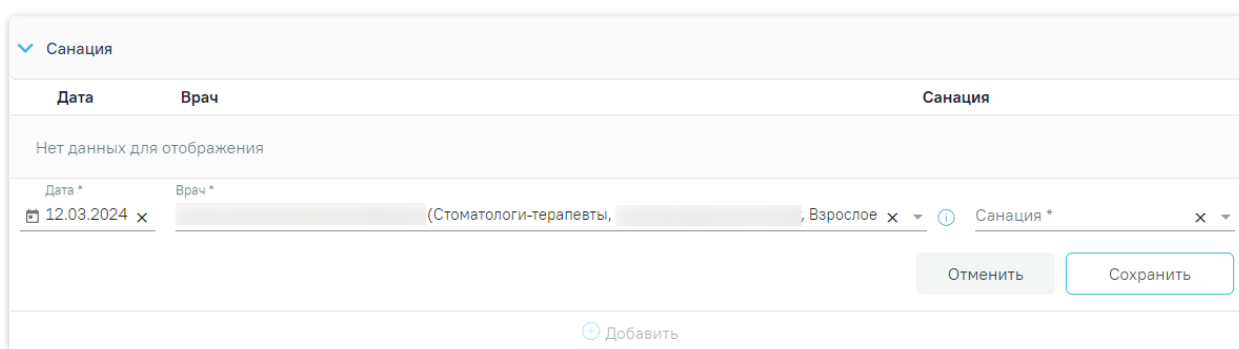 Санация
Дата Врач Санация
Нет данных для отображения
Дата * Врач *
12.03.2024 (Стоматологи-терапевты, , Взрослое Санация *
Отменить Сохранить
Добавить